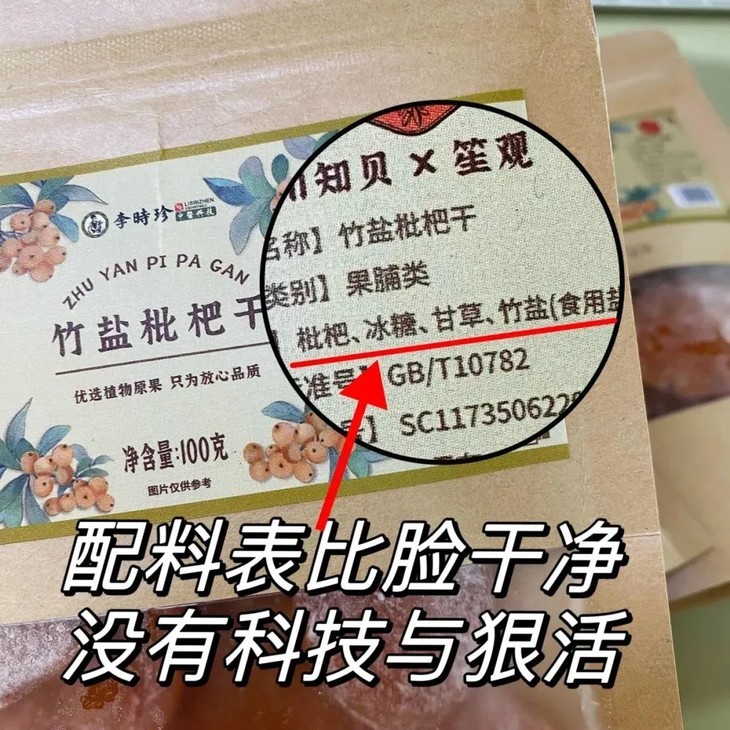 李时珍
LISHIZHEN
ZHU YAN PI PA GAN
竹盐枇杷干
优选植物原果 只为放心品质
净含量:100克
图片仅供参考
知贝×笙观
名称】竹盐枇杷干
类别】果脯类
枇杷、冰糖、甘草、竹盐(食用盐
准号】GB/T10782
号】SC117350622
配料表比脸干净
没有科技与狠活